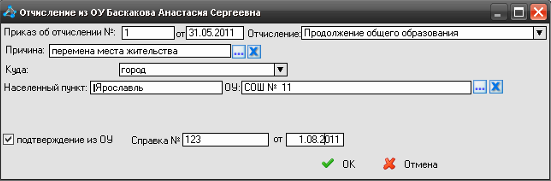 Отчисление из ОУ Баскакова Анастасия Сергеевна
Приказ об отчислении №: 1 от 31.05.2011 Отчисление: Продолжение общего образования
Причина: перемена места жительства ...
Куда: город
Населенный пункт: Ярославль ОУ: СОШ № 11 ...
подтверждение из ОУ Справка № 123 от 1.08.2011
OK Отмена